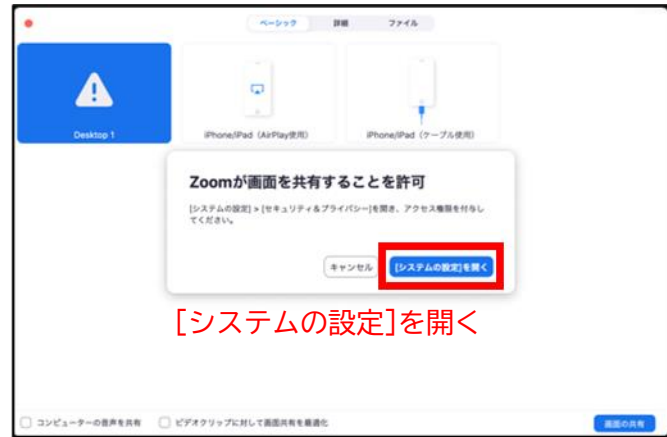 ベーシック 詳細 ファイル
Desktop 1 iPhone/iPad（AirPlay使用） iPhone/iPad（ケーブル使用）
Zoomが画面を共有することを許可
[システムの設定] > [セキュリティ&プライバシー]を開き、アクセス権限を付与し
てください。
キャンセル [システムの設定]を開く
[システムの設定]を開く
コンピューターの音声を共有 ビデオクリップに対して画面共有を最適化 画面の共有